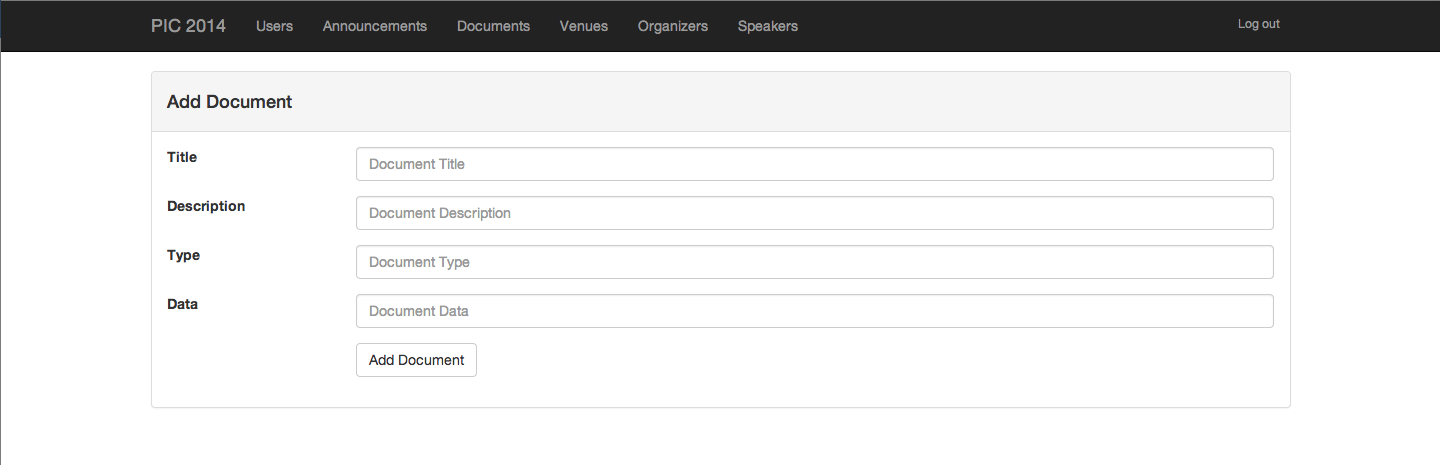 PIC 2014 Users Announcements Documents Venues Organizers Speakers Log out
Add Document
Title Document Title
Description Document Description
Type Document Type
Data Document Data
Add Document